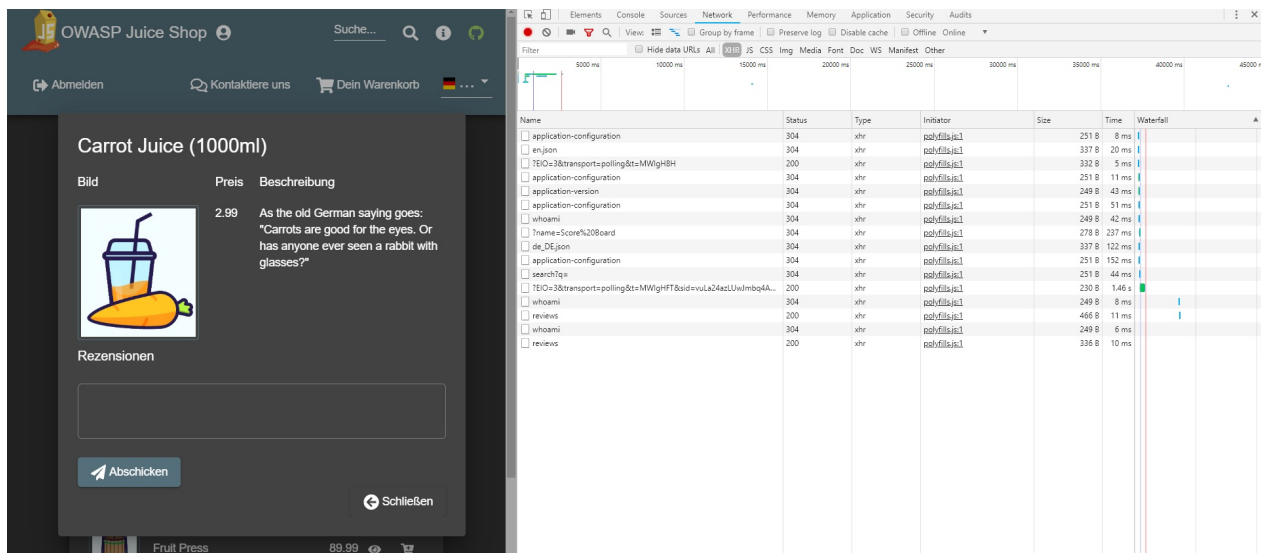 OWASP Juice Shop
Suche...
Abmelden
Kontaktiere uns
Dein Warenkorb
...
Carrot Juice (1000ml)
Bild Preis Beschreibung
2.99
As the old German saying goes:
"Carrots are good for the eyes. Or
has anyone ever seen a rabbit with
glasses?"
Rezensionen
Abschicken
Schließen
Fruit Press 89.99
Elements Console Sources Network Performance Memory Application Security Audits
View: Group by frame Preserve log Disable cache Offline Online
Filter Hide data URLs All XHR JS CSS Img Media Font Doc WS Manifest Other
5000 ms 10000 ms 15000 ms 20000 ms 25000 ms 30000 ms 35000 ms 40000 ms 45000
Name Status Type Initiator Size Time Waterfall
application-configuration 304 xhr polyfills.js:1 251 B 8 ms
en.json 304 xhr polyfills.js:1 337 B 20 ms
?EIO=3&transport=polling&t=MWIgH8H 200 xhr polyfills.js:1 332 B 5 ms
application-configuration 304 xhr polyfills.js:1 251 B 11 ms
application-version 304 xhr polyfills.js:1 249 B 43 ms
application-configuration 304 xhr polyfills.js:1 251 B 51 ms
whoami 304 xhr polyfills.js:1 249 B 42 ms
?name=Score%20Board 304 xhr polyfills.js:1 278 B 237 ms
de_DE.json 304 xhr polyfills.js:1 337 B 122 ms
application-configuration 304 xhr polyfills.js:1 251 B 152 ms
search?q= 304 xhr polyfills.js:1 251 B 44 ms
?EIO=3&transport=polling&t=MWIgHFT&sid=vuLa24azLUwJmbq4A... 200 xhr polyfills.js:1 230 B 1.46 s
whoami 304 xhr polyfills.js:1 249 B 8 ms
reviews 200 xhr polyfills.js:1 466 B 11 ms
whoami 304 xhr polyfills.js:1 249 B 6 ms
reviews 200 xhr polyfills.js:1 336 B 10 ms